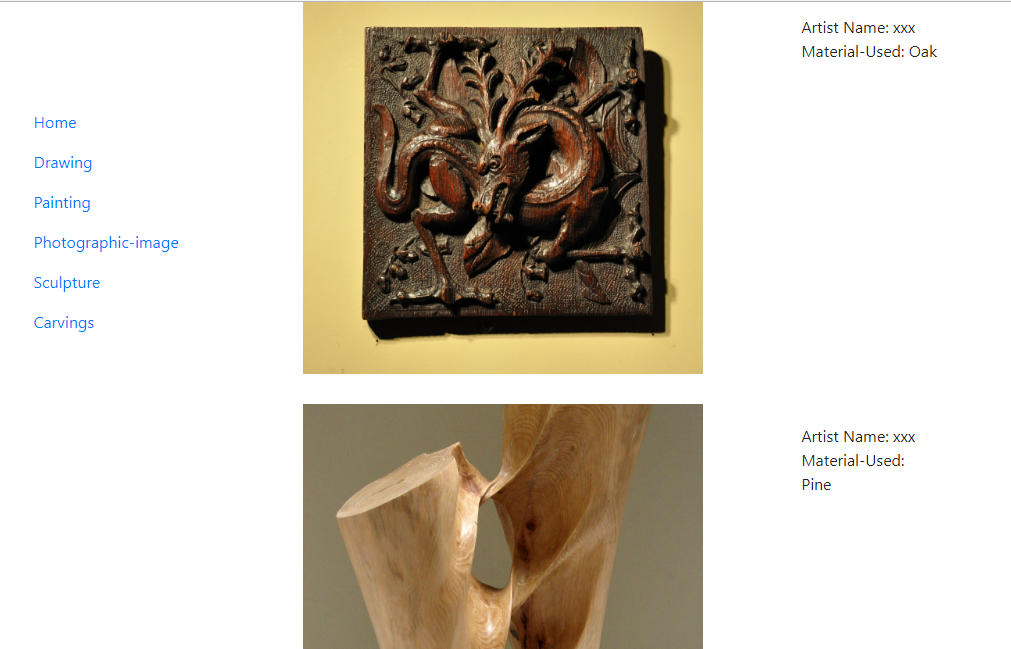 Home
Drawing
Painting
Photographic-image
Sculpture
Carvings
Artist Name: xxx
Material-Used: Oak
Artist Name: xxx
Material-Used:
Pine